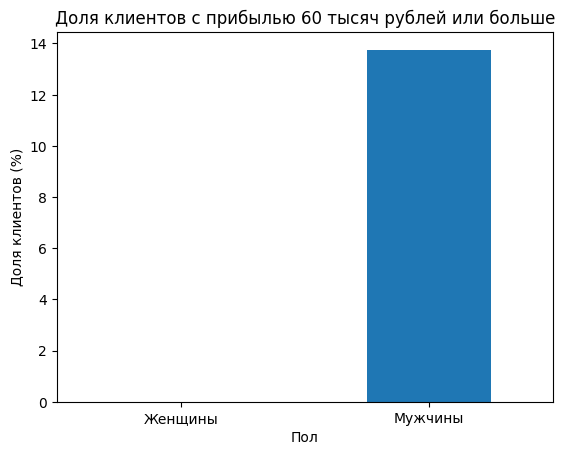 Доля клиентов с прибылью 60 тысяч рублей или больше
14
12
10
8
6
4
2
0
Доля клиентов (%)
Женщины
Мужчины
Пол